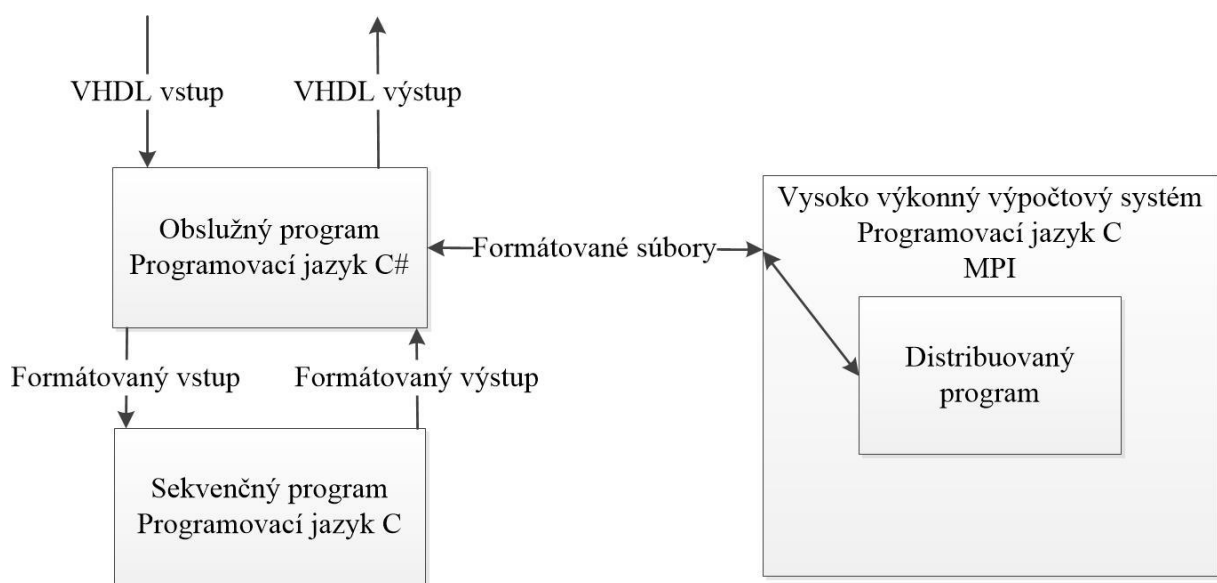 VHDL vstup
VHDL výstup
Obslužný program
Programovací jazyk C#
Formátované súbory
Vysoko výkonný výpočtový systém
Programovací jazyk C
MPI
Distribuovaný
program
Formátovaný vstup
Formátovaný výstup
Sekvenčný program
Programovací jazyk C